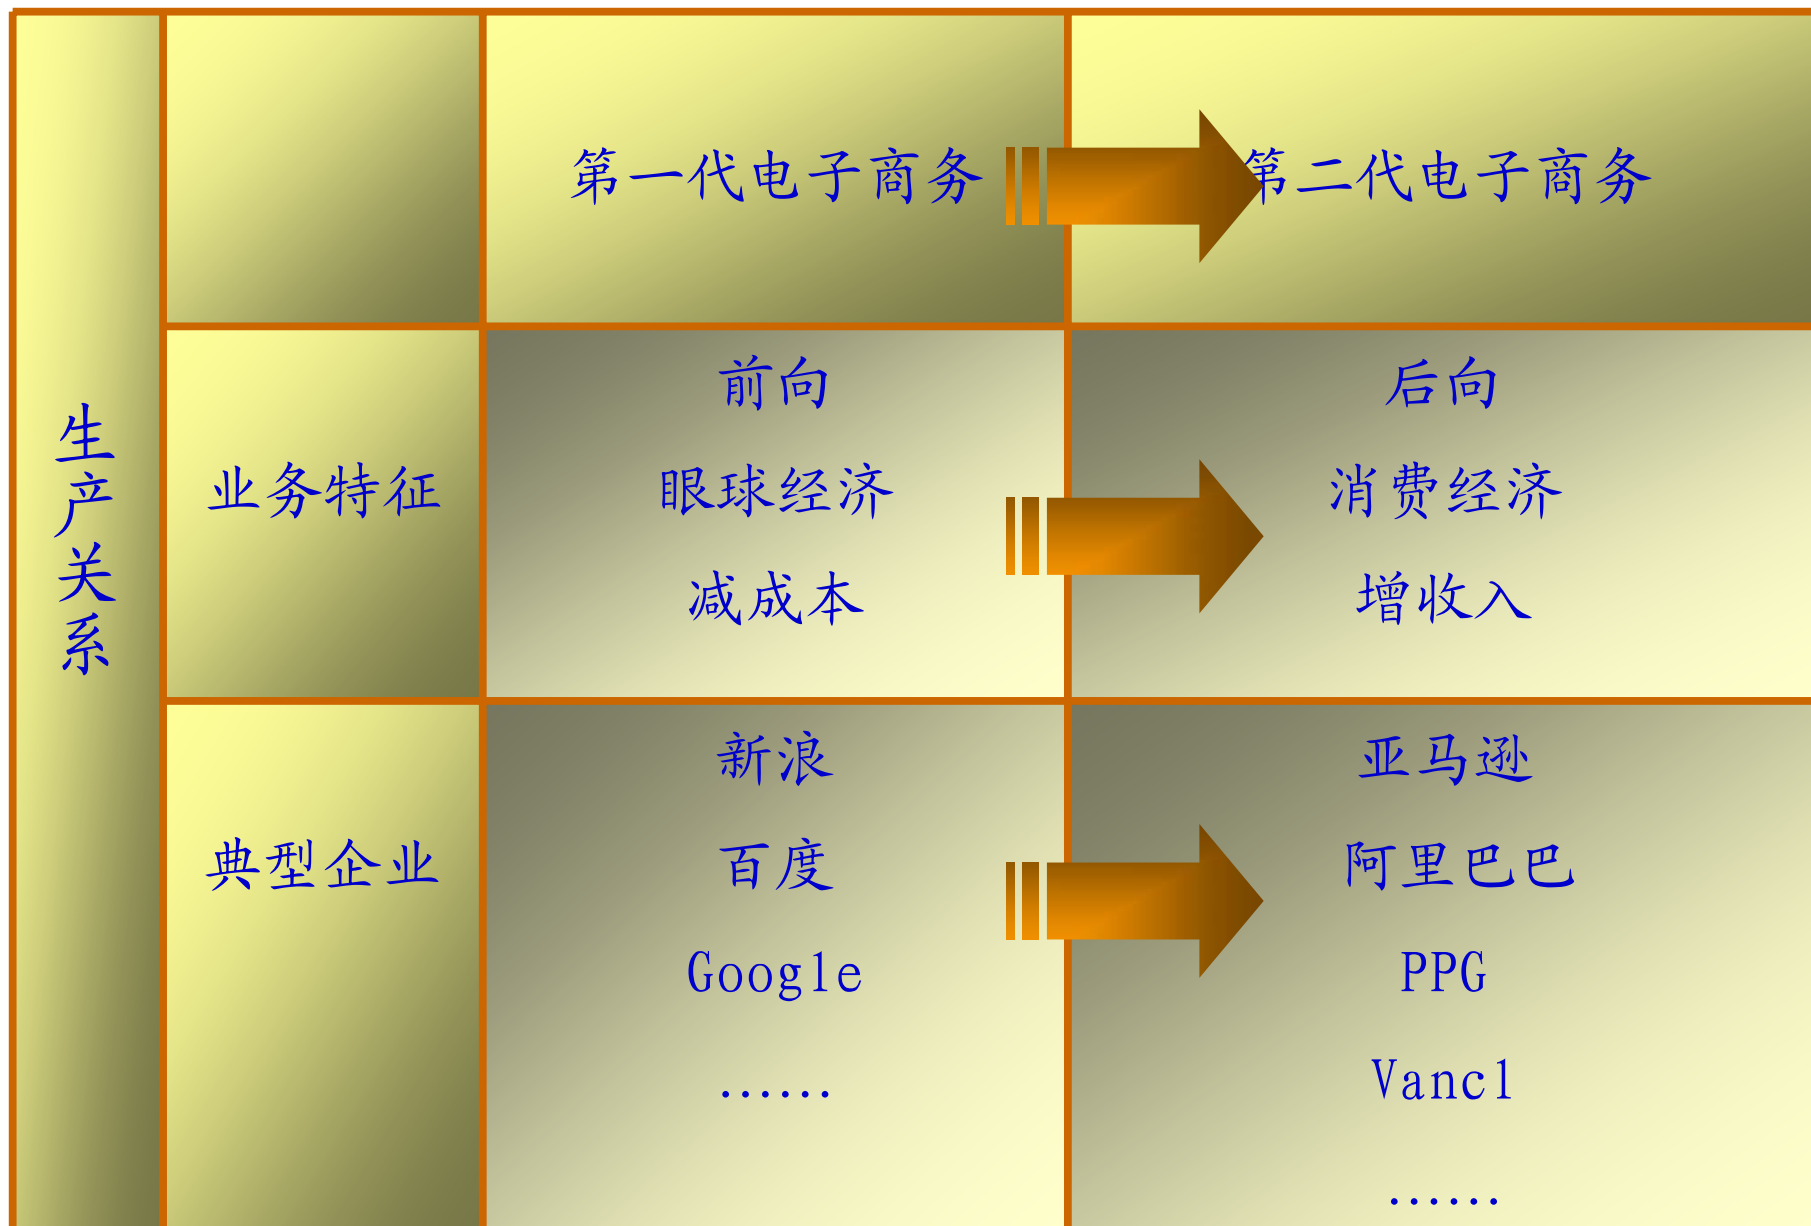 生产关系
第一代电子商务
第二代电子商务
业务特征
前向
眼球经济
减成本
后向
消费经济
增收入
典型企业
新浪
百度
Google
……
亚马逊
阿里巴巴
PPG
Vancl
……